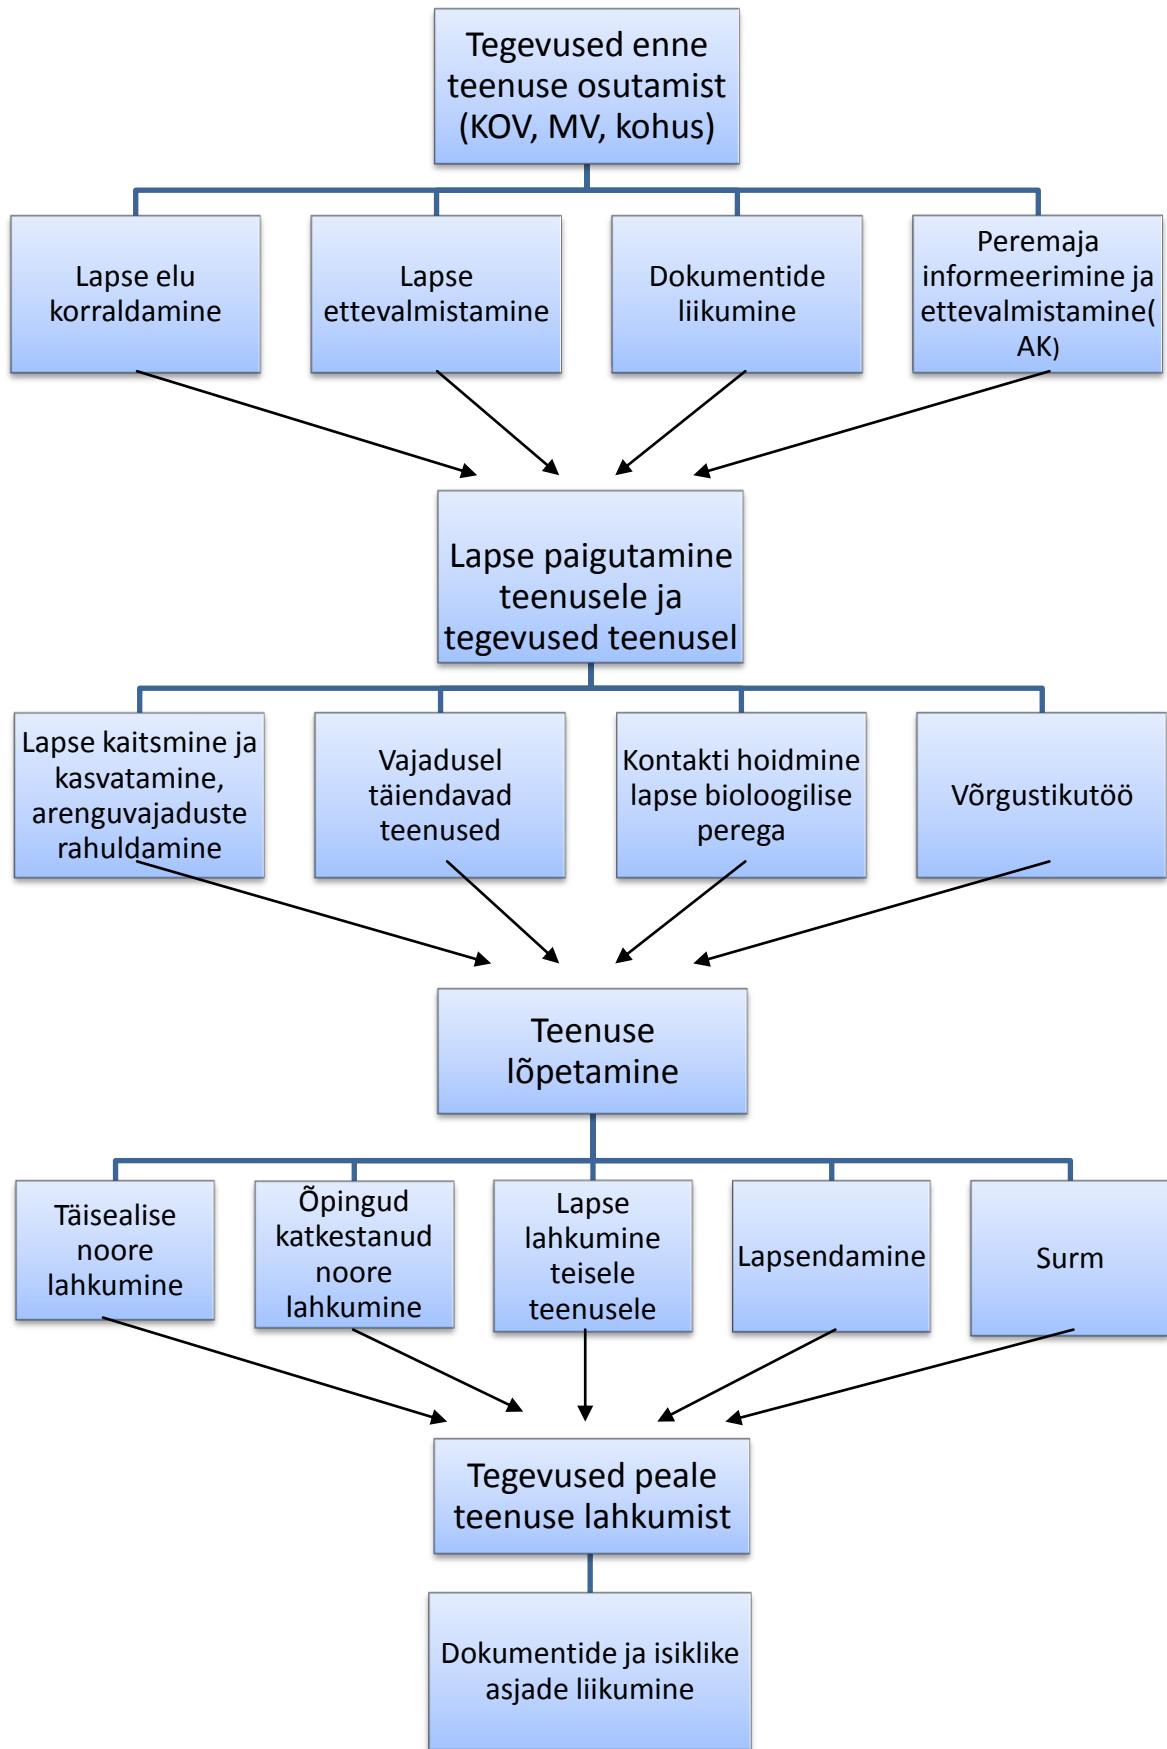 Tegevused enne
teenuse osutamist
(KOV, MV, kohus)
Lapse elu
korraldamine
Lapse
ettevalmistamine
Dokumentide
liikumine
Peremaja
informeerimine ja
ettevalmistamine(
AK)
Lapse paigutamine
teenusele ja
tegevused teenusel
Lapse kaitsmine ja
kasvatamine,
arenguvajaduste
rahuldamine
Vajadusel
täiendavad
teenused
Kontakti hoidmine
lapse bioloogilise
perega
Võrgustikutöö
Teenuse
lõpetamine
Täisealise
noore
lahkumine
Õpingud
katkestanud
noore
lahkumine
Lapse
lahkumine
teisele
teenusele
Lapsendamine
Surm
Tegevused peale
teenuse lahkumist
Dokumentide ja isiklike
asjade liikumine